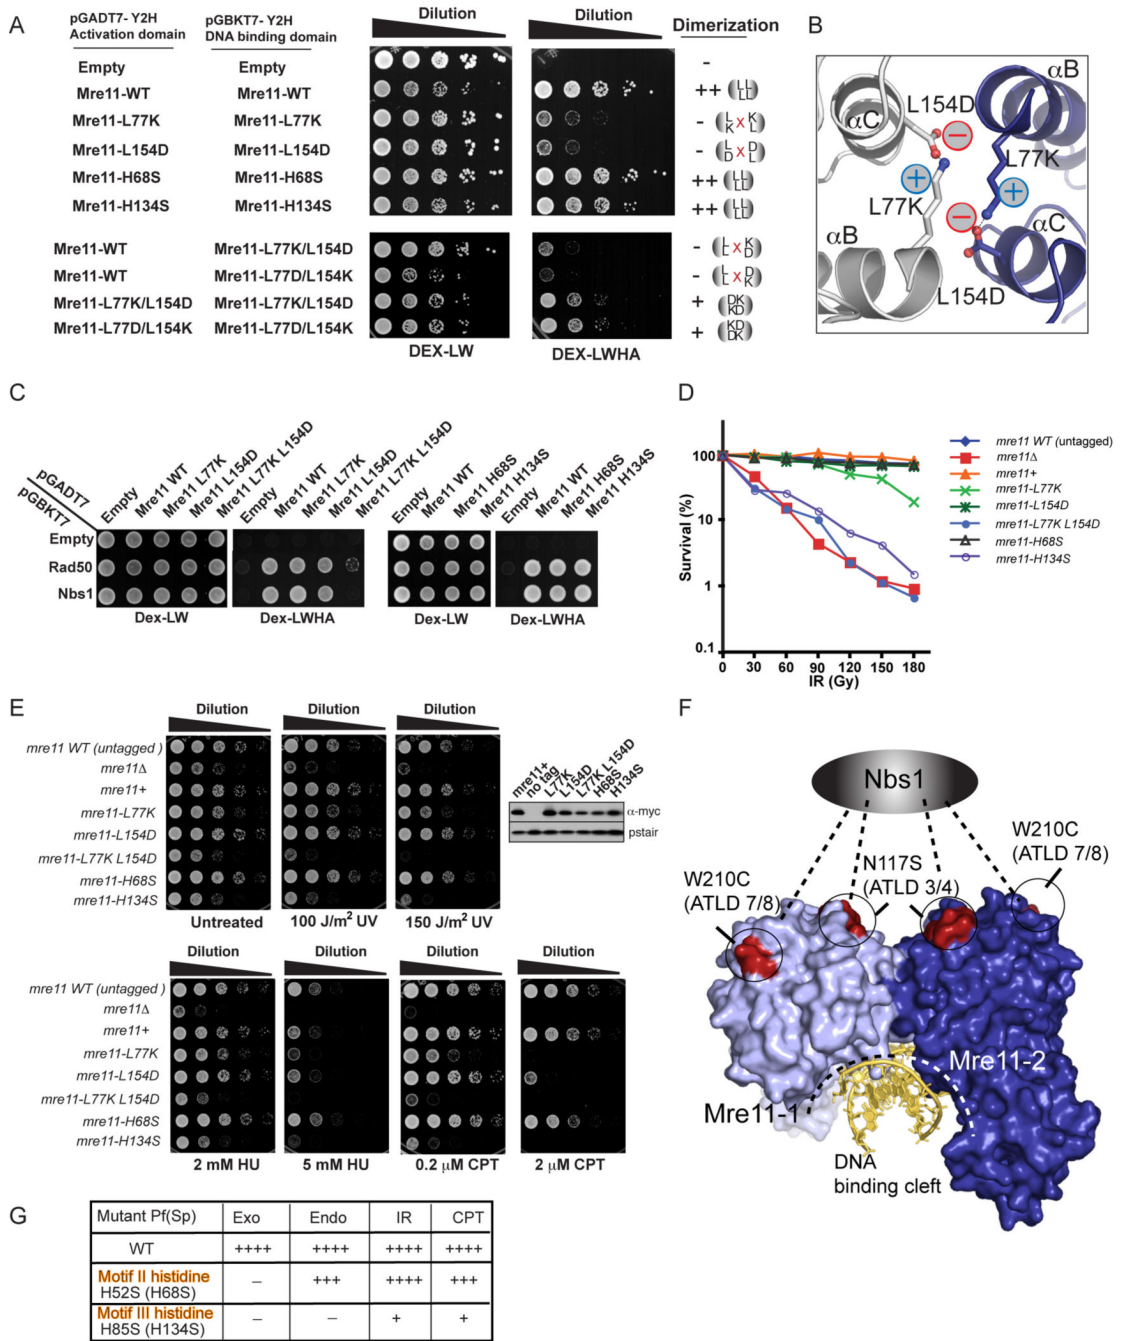 A
pGADT7- Y2H
Activation domain
pGBKT7- Y2H
DNA binding domain
Dilution
Dilution
Dimerization
Empty Empty -
Mre11-WT Mre11-WT ++ L L L L
Mre11-L77K Mre11-L77K - L K x K L
Mre11-L154D Mre11-L154D - L D x D L
Mre11-H68S Mre11-H68S ++ L L L L
Mre11-H134S Mre11-H134S ++ L L L L
Mre11-WT Mre11-L77K/L154D - L L x K D
Mre11-WT Mre11-L77D/L154K - L L x D K
Mre11-L77K/L154D Mre11-L77K/L154D + DK KD
Mre11-L77D/L154K Mre11-L77D/L154K + KD DK
DEX-LW DEX-LWHA
B
αB
L154D
αC
−
L77K
+
+
L77K
−
αC
αB
L154D
C
pGADT7
pGBKT7
Empty
Mre11 WT
Mre11 L77K
Mre11 L154D
Mre11 L77K L154D
Empty
Mre11 WT
Mre11 L77K
Mre11 L154D
Mre11 L77K L154D
Empty
Mre11 WT
Mre11 H68S
Mre11 H134S
Empty
Mre11 WT
Mre11 H68S
Mre11 H134S
Empty
Rad50
Nbs1
Dex-LW Dex-LWHA Dex-LW Dex-LWHA
D
Survival (%)
100
10
1
0.1
0 30 60 90 120 150 180
IR (Gy)
mre11 WT (untagged)
mre11Δ
mre11+
mre11-L77K
mre11-L154D
mre11-L77K L154D
mre11-H68S
mre11-H134S
E
Dilution Dilution Dilution
mre11 WT (untagged )
mre11Δ
mre11+
mre11-L77K
mre11-L154D
mre11-L77K L154D
mre11-H68S
mre11-H134S
Untreated 100 J/m² UV 150 J/m² UV
mre11+
no tag
L77K
L154D
L77K L154D
H68S
H134S
α-myc
pstair
Dilution Dilution Dilution Dilution
mre11 WT (untagged )
mre11Δ
mre11+
mre11-L77K
mre11-L154D
mre11-L77K L154D
mre11-H68S
mre11-H134S
2 mM HU 5 mM HU 0.2 μM CPT 2 μM CPT
F
Nbs1
W210C
(ATLD 7/8)
N117S
(ATLD 3/4)
W210C
(ATLD 7/8)
Mre11-1
Mre11-2
DNA
binding cleft
G
Mutant Pf(Sp) Exo Endo IR CPT
WT ++++ ++++ ++++ ++++
Motif II histidine
H52S (H68S) – +++ ++++ +++
Motif III histidine
H85S (H134S) – – + +